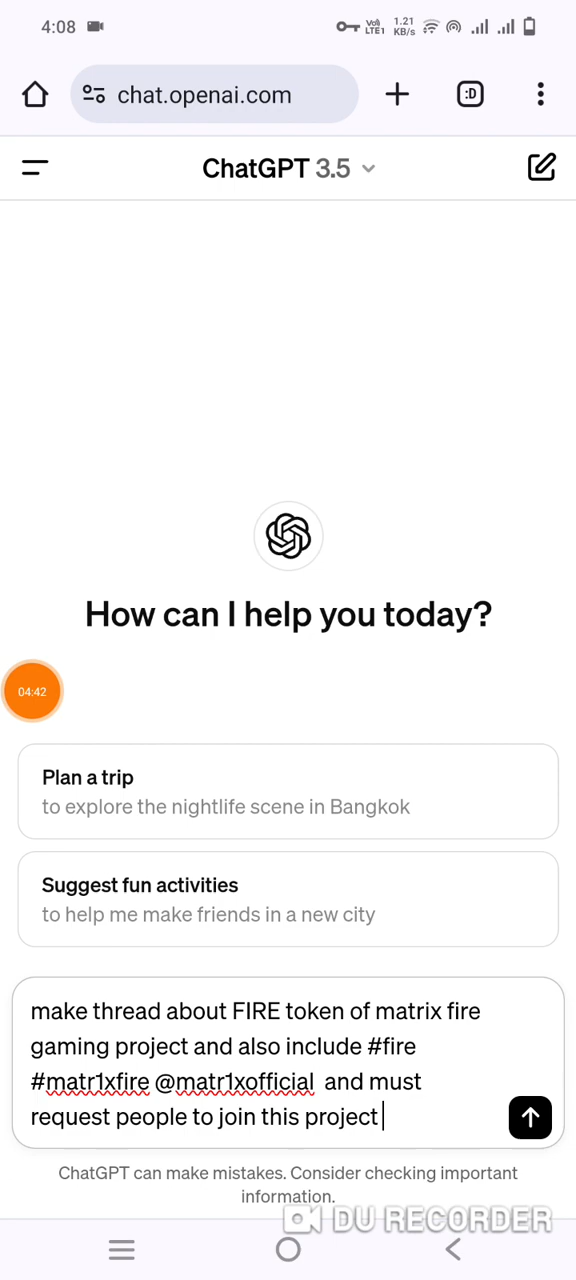 4:08
Vo)) LTE1
1.21 KB/s
:D
chat.openai.com
ChatGPT 3.5
How can I help you today?
04:42
Plan a trip
to explore the nightlife scene in Bangkok
Suggest fun activities
to help me make friends in a new city
make thread about FIRE token of matrix fire
gaming project and also include #fire
#matr1xfire @matr1xofficial and must
request people to join this project
ChatGPT can make mistakes. Consider checking important
information.
DU RECORDER